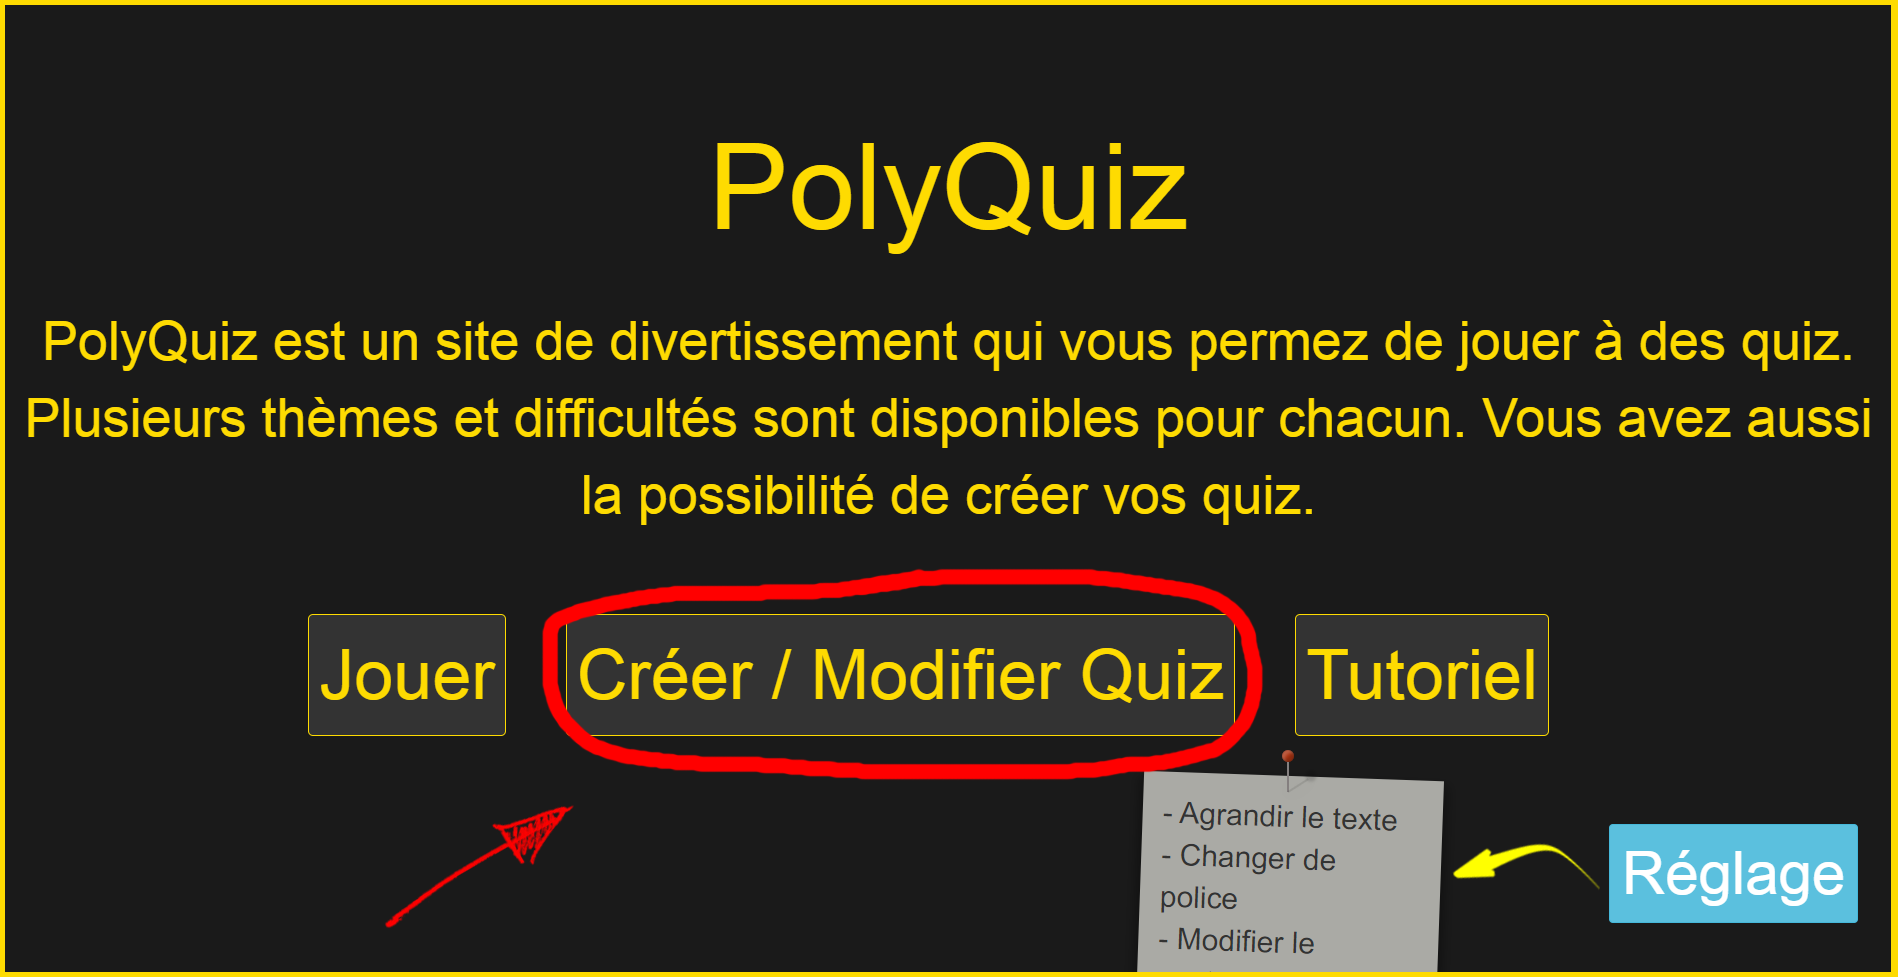 PolyQuiz
PolyQuiz est un site de divertissement qui vous permez de jouer à des quiz.
Plusieurs thèmes et difficultés sont disponibles pour chacun. Vous avez aussi
la possibilité de créer vos quiz.
Jouer
Créer / Modifier Quiz
Tutoriel
- Agrandir le texte
- Changer de
police
- Modifier le
Réglage